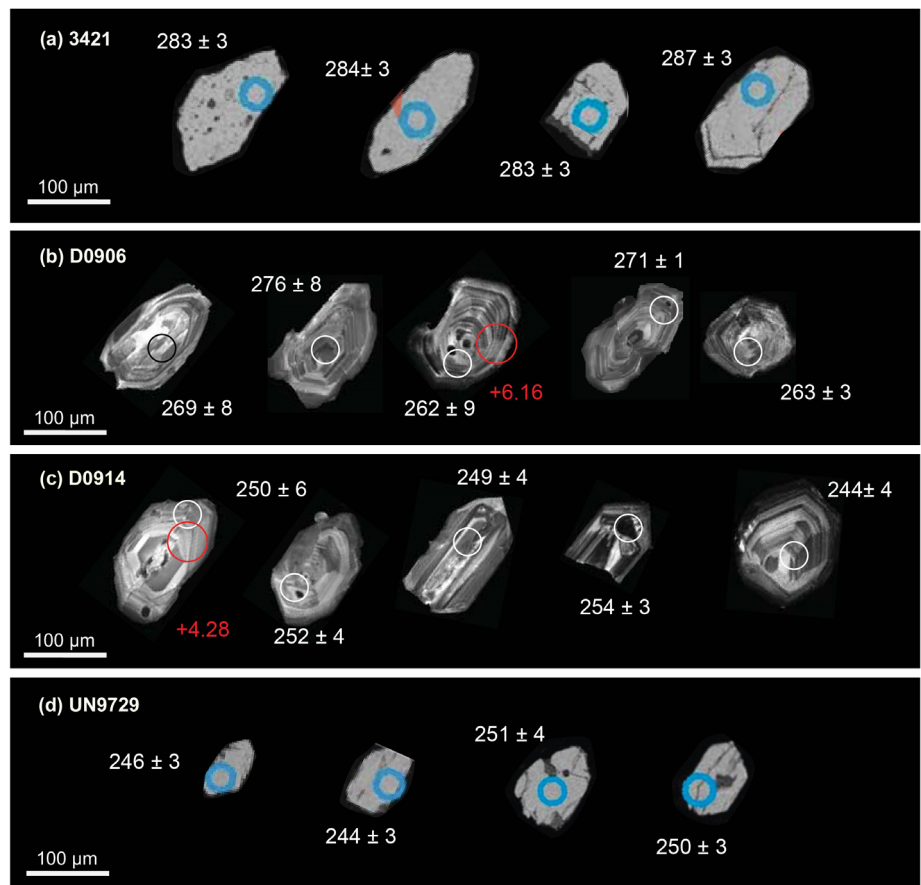 (a) 3421
283 ± 3
284± 3
283 ± 3
287 ± 3
100 µm
(b) D0906
269 ± 8
276 ± 8
262 ± 9
+6.16
271 ± 1
263 ± 3
100 µm
(c) D0914
+4.28
250 ± 6
252 ± 4
249 ± 4
254 ± 3
244± 4
100 µm
(d) UN9729
246 ± 3
244 ± 3
251 ± 4
250 ± 3
100 µm